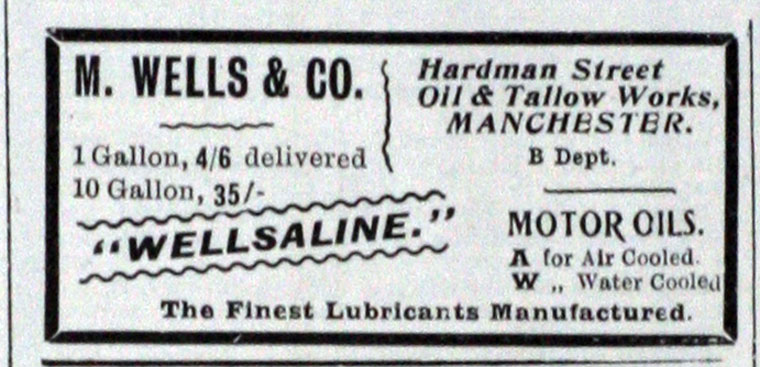 M. WELLS & CO.
1 Gallon, 4/6 delivered
10 Gallon, 35/-
"WELLSALINE."
Hardman Street
Oil & Tallow Works,
MANCHESTER.
B Dept.
MOTOR OILS.
A for Air Cooled.
W „ Water Cooled
The Finest Lubricants Manufactured.